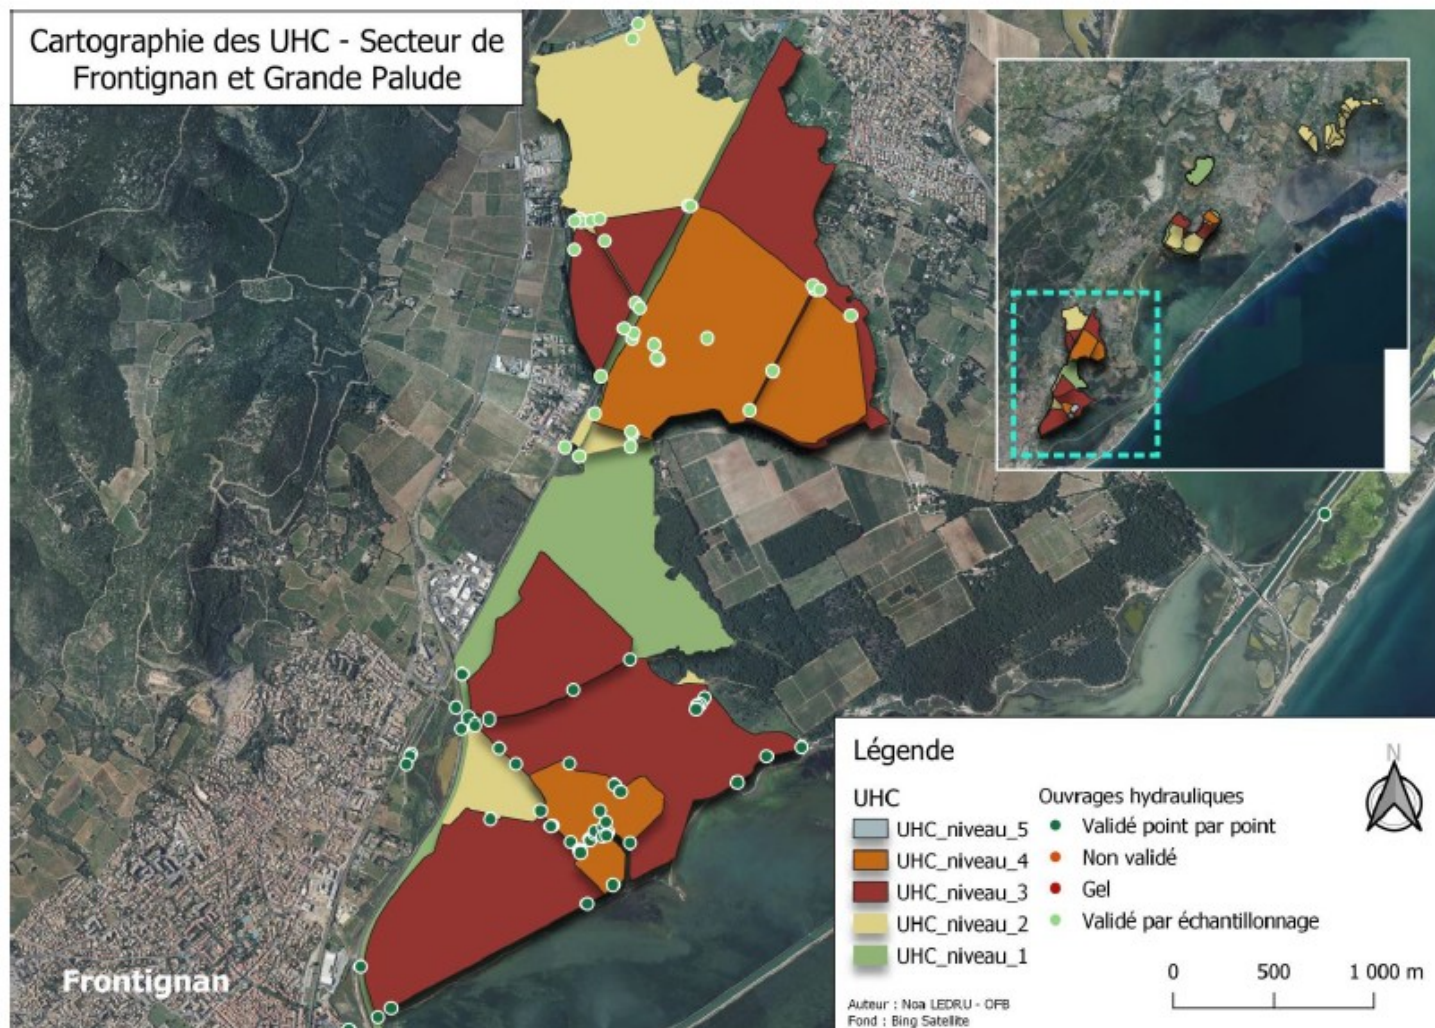 Cartographie des UHC - Secteur de
Frontignan et Grande Palude
Frontignan
Légende
UHC
UHC_niveau_5
UHC_niveau_4
UHC_niveau_3
UHC_niveau_2
UHC_niveau_1
Ouvrages hydrauliques
Validé point par point
Non validé
Gel
Validé par échantillonnage
N
0 500 1 000 m
Auteur : Noa LEDRU - OFB
Fond : Bing Satellite